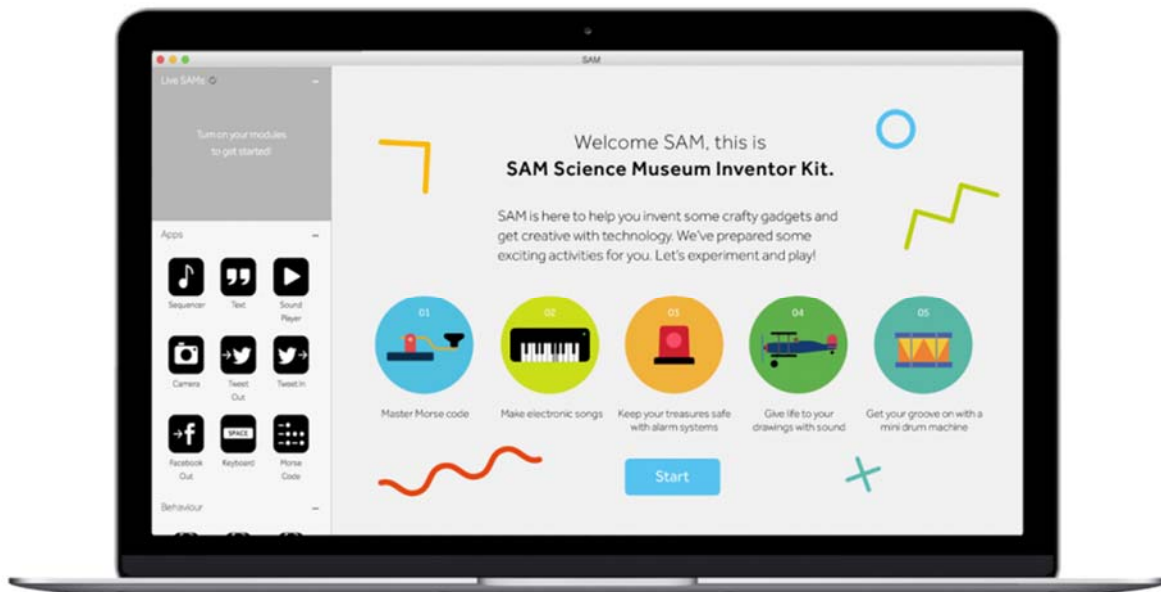 SAM
Live SAMs
Turn on your modules
to get started!
Apps
Sequencer
Text
Sound
Player
Camera
Tweet
Out
Tweet In
Facebook
Out
SPACE
Keyboard
Morse
Code
Behaviour
Welcome SAM, this is
SAM Science Museum Inventor Kit.
SAM is here to help you invent some crafty gadgets and
get creative with technology. We've prepared some
exciting activities for you. Let's experiment and play!
01
Master Morse code
02
Make electronic songs
03
Keep your treasures safe
with alarm systems
04
Give life to your
drawings with sound
05
Get your groove on with a
mini drum machine
Start